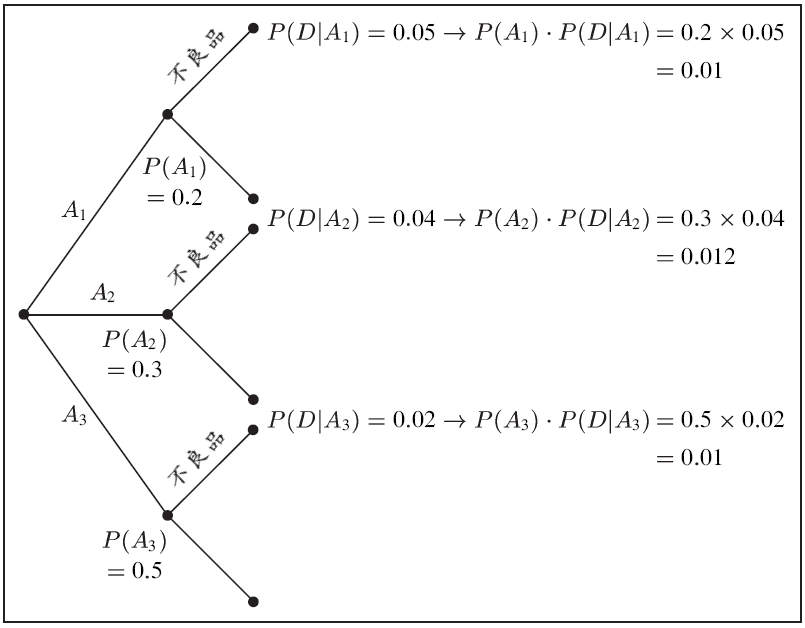 不良品
P(D|A₁) = 0.05 → P(A₁) · P(D|A₁) = 0.2 × 0.05
= 0.01
P(A₁)
= 0.2
A₁
P(D|A₂) = 0.04 → P(A₂) · P(D|A₂) = 0.3 × 0.04
= 0.012
不良品
A₂
P(A₂)
= 0.3
A₃
P(D|A₃) = 0.02 → P(A₃) · P(D|A₃) = 0.5 × 0.02
= 0.01
不良品
P(A₃)
= 0.5